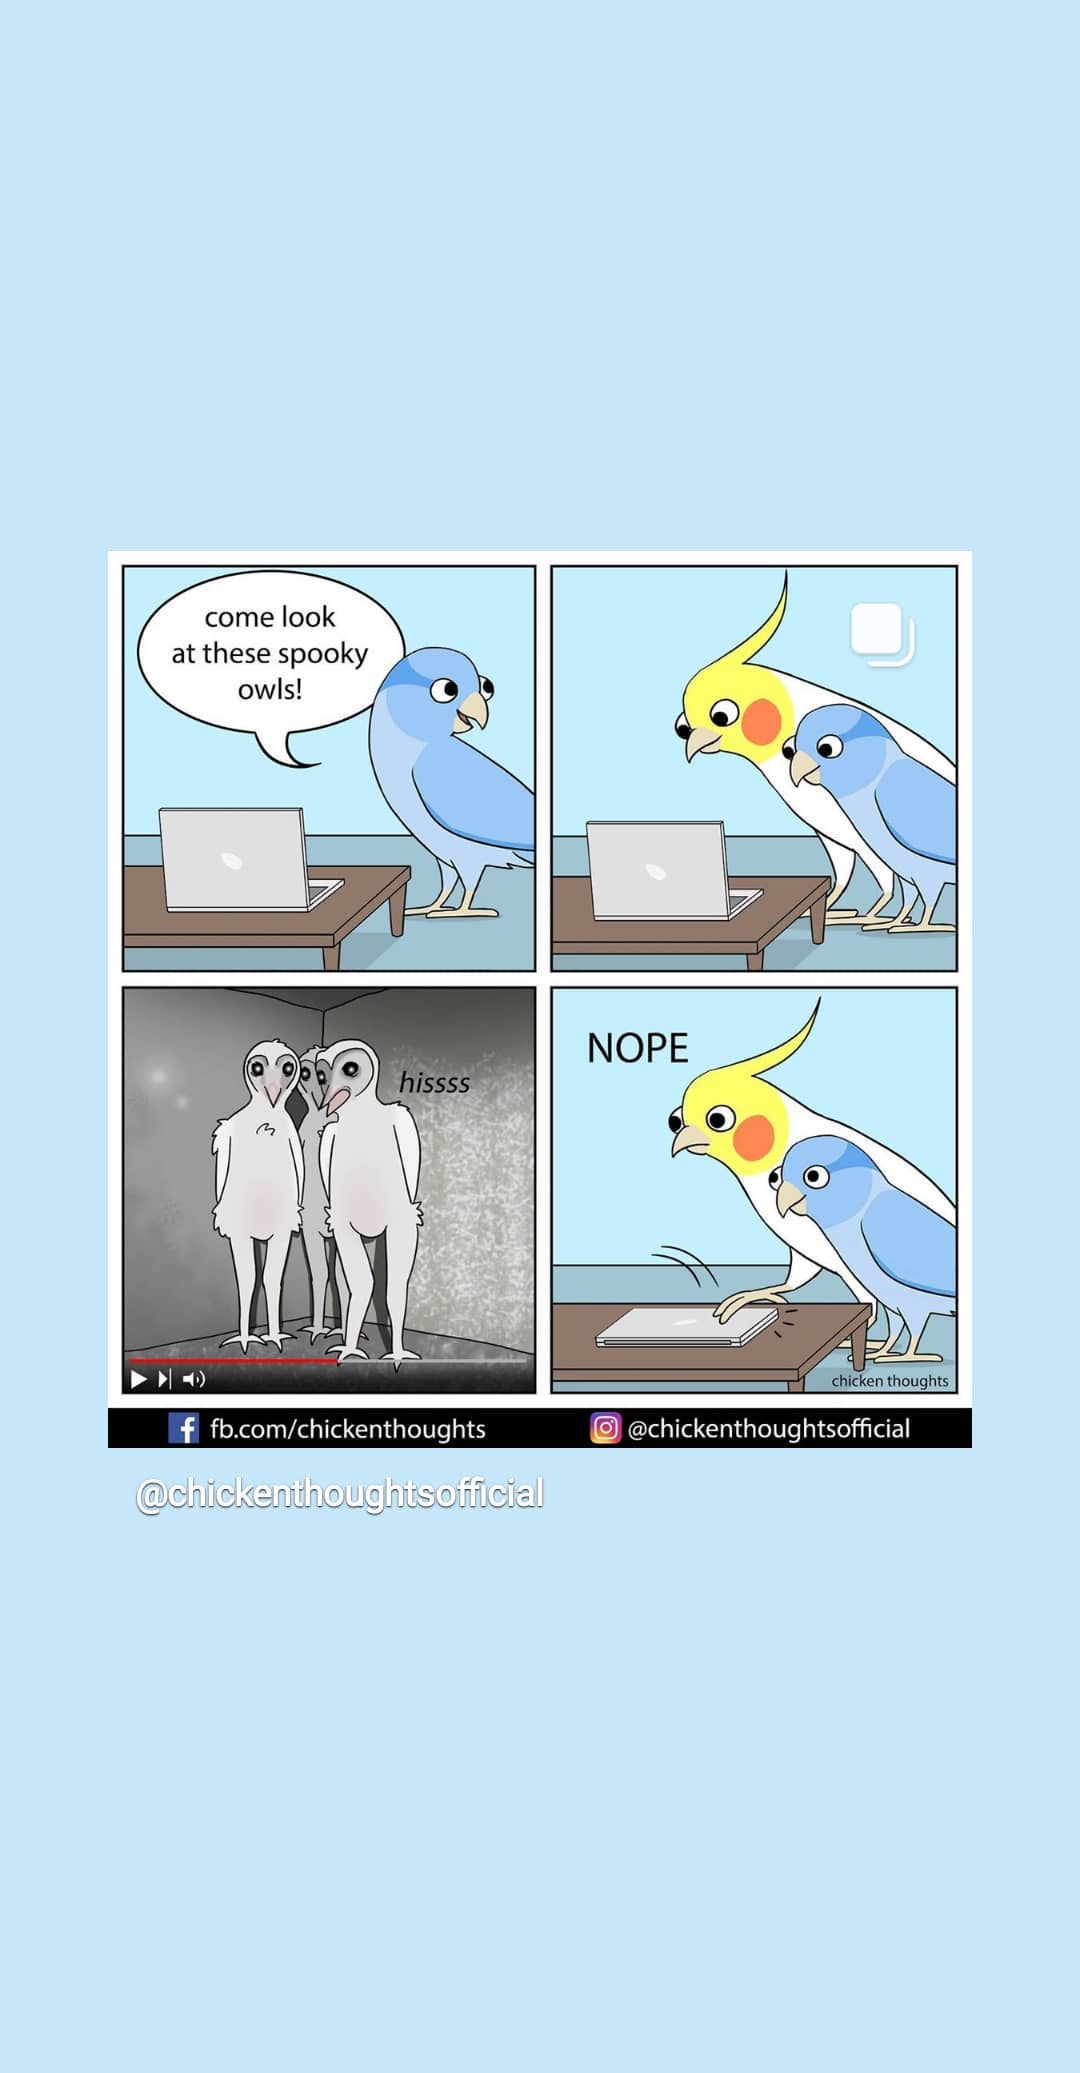 come look
at these spooky
owls!
hissss
NOPE
chicken thoughts
fb.com/chickenthoughts
@chickenthoughtsofficial
@chickenthoughtsofficial